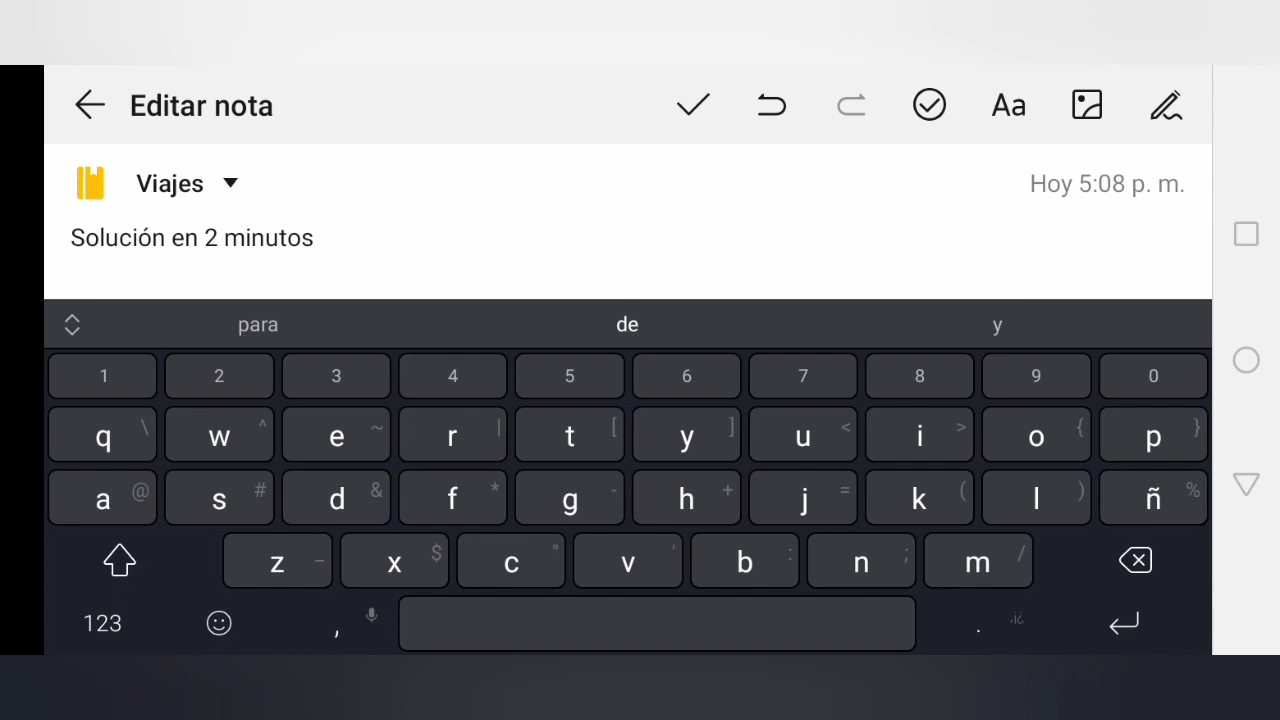 Editar nota
Aa
Viajes
Hoy 5:08 p. m.
Solución en 2 minutos
para de y
1 2 3 4 5 6 7 8 9 0
q \ w ^ e ~ r | t [ y ] u < i > o { p }
a @ s # d & f * g - h + j = k ( l ) ñ %
z _ x $ c " v ' b : n ; m /
123 , . ,i¿